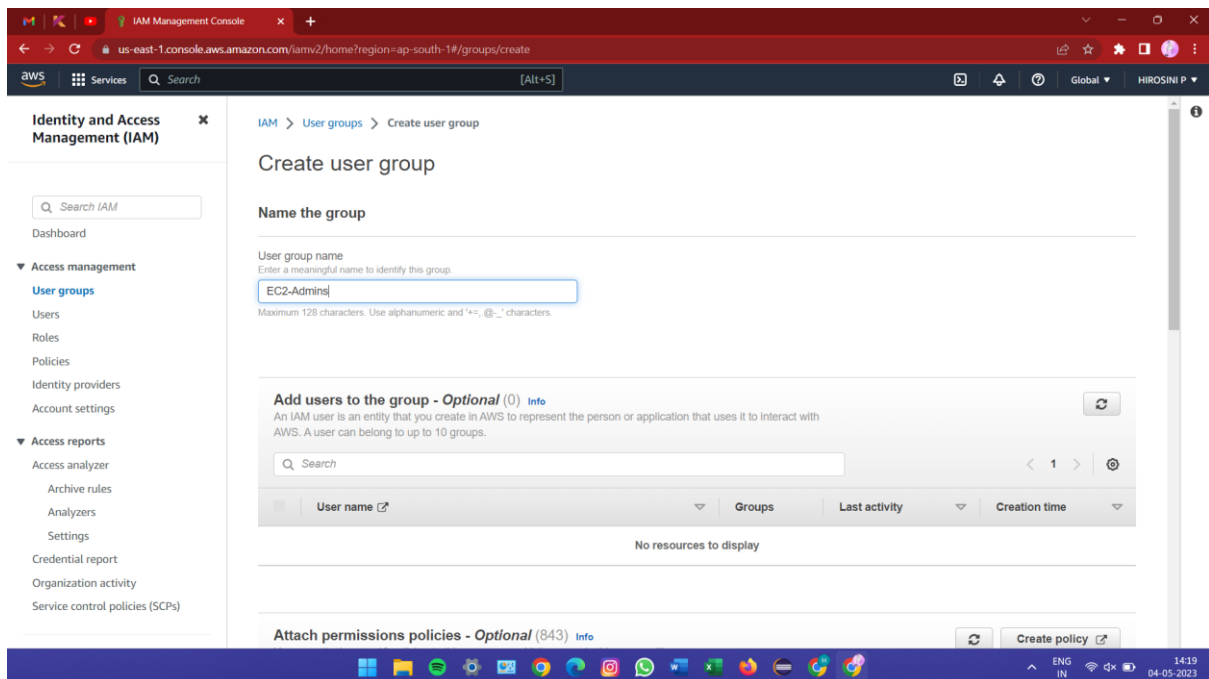 IAM Management Console
us-east-1.console.aws.amazon.com/iamv2/home?region=ap-south-1#/groups/create
aws
Services
Search
[Alt+S]
Global
HIROSINI P
Identity and Access
Management (IAM)
Search IAM
Dashboard
Access management
User groups
Users
Roles
Policies
Identity providers
Account settings
Access reports
Access analyzer
Archive rules
Analyzers
Settings
Credential report
Organization activity
Service control policies (SCPs)
IAM > User groups > Create user group
Create user group
Name the group
User group name
Enter a meaningful name to identify this group.
EC2-Admins
Maximum 128 characters. Use alphanumeric and '+=,.@-_' characters.
Add users to the group - Optional (0) Info
An IAM user is an entity that you create in AWS to represent the person or application that uses it to interact with
AWS. A user can belong to up to 10 groups.
Search
1
User name
Groups
Last activity
Creation time
No resources to display
Attach permissions policies - Optional (843) Info
Create policy
ENG
IN
14:19
04-05-2023